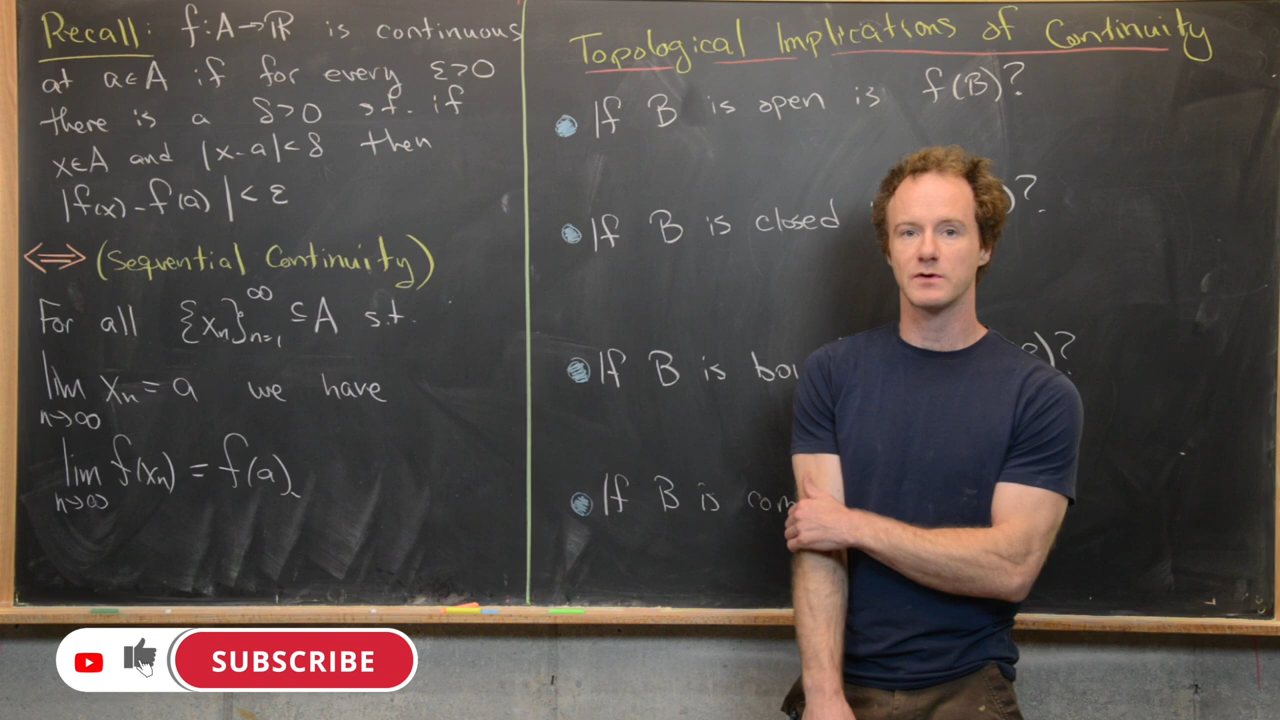 Recall: f:A→ℝ is continuous
at a∈A if for every ε>0
there is a δ>0 s.t. if
x∈A and |x-a|<δ then
|f(x)-f(a)|<ε
⟺ (Sequential Continuity)
For all {xₙ}ₙ₌₁^∞ ⊆A s.t.
lim n→∞ xₙ = a we have
lim n→∞ f(xₙ) = f(a).
Topological Implications of Continuity
• If B is open is f(B)?
• If B is closed )?
• If B is )?
• If B is
SUBSCRIBE